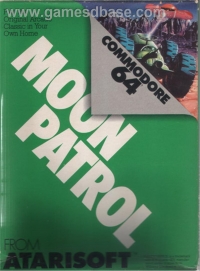 www.gamesdbase.com
Original Arcade
Classic in Your
Own Home.
COMMODORE
64
MOON
PATROL
FROM
ATARISOFT